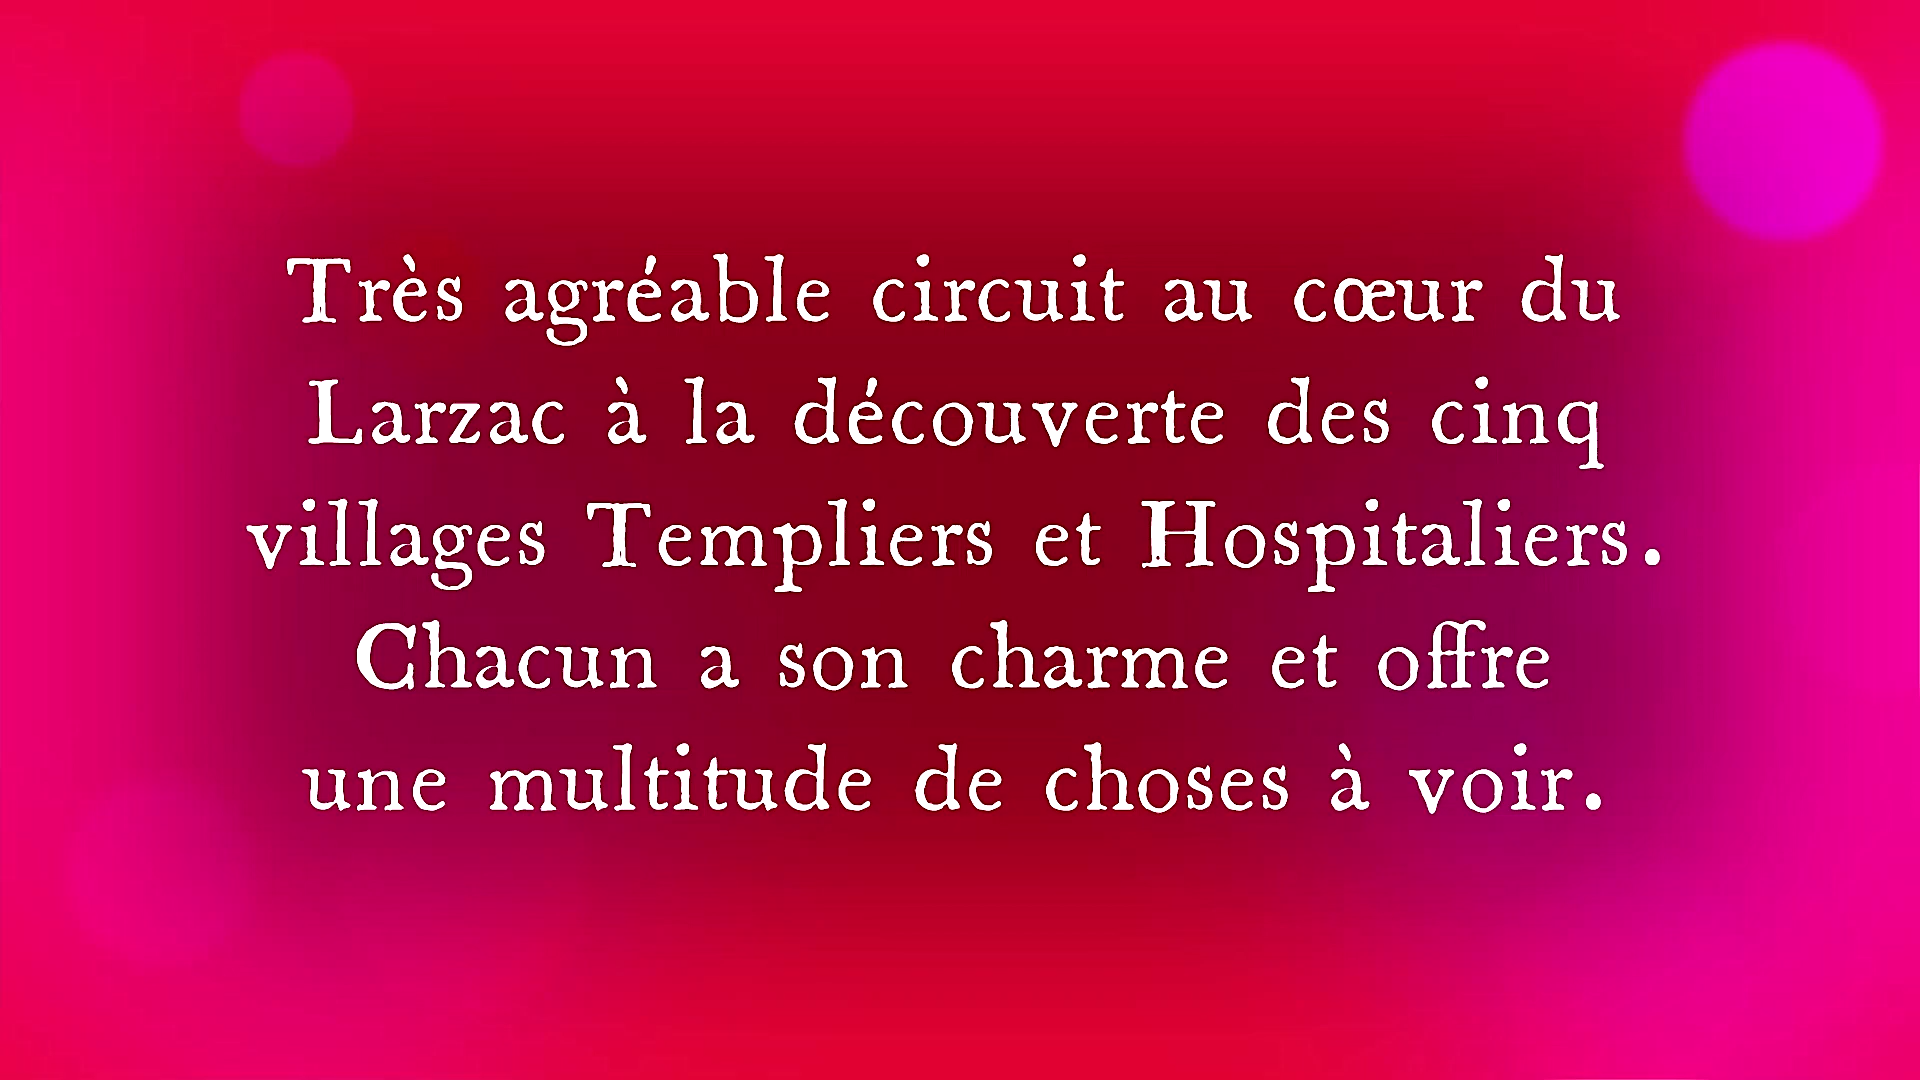 Très agréable circuit au cœur du
Larzac à la découverte des cinq
villages Templiers et Hospitaliers.
Chacun a son charme et offre
une multitude de choses à voir.